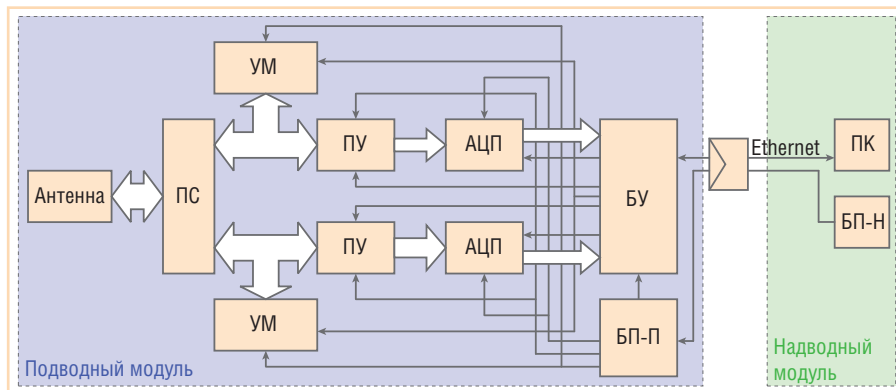 УМ
ПУ
АЦП
Ethernet
ПК
Антенна
ПС
БУ
БП-Н
ПУ
АЦП
УМ
БП-П
Подводный модуль
Надводный
модуль